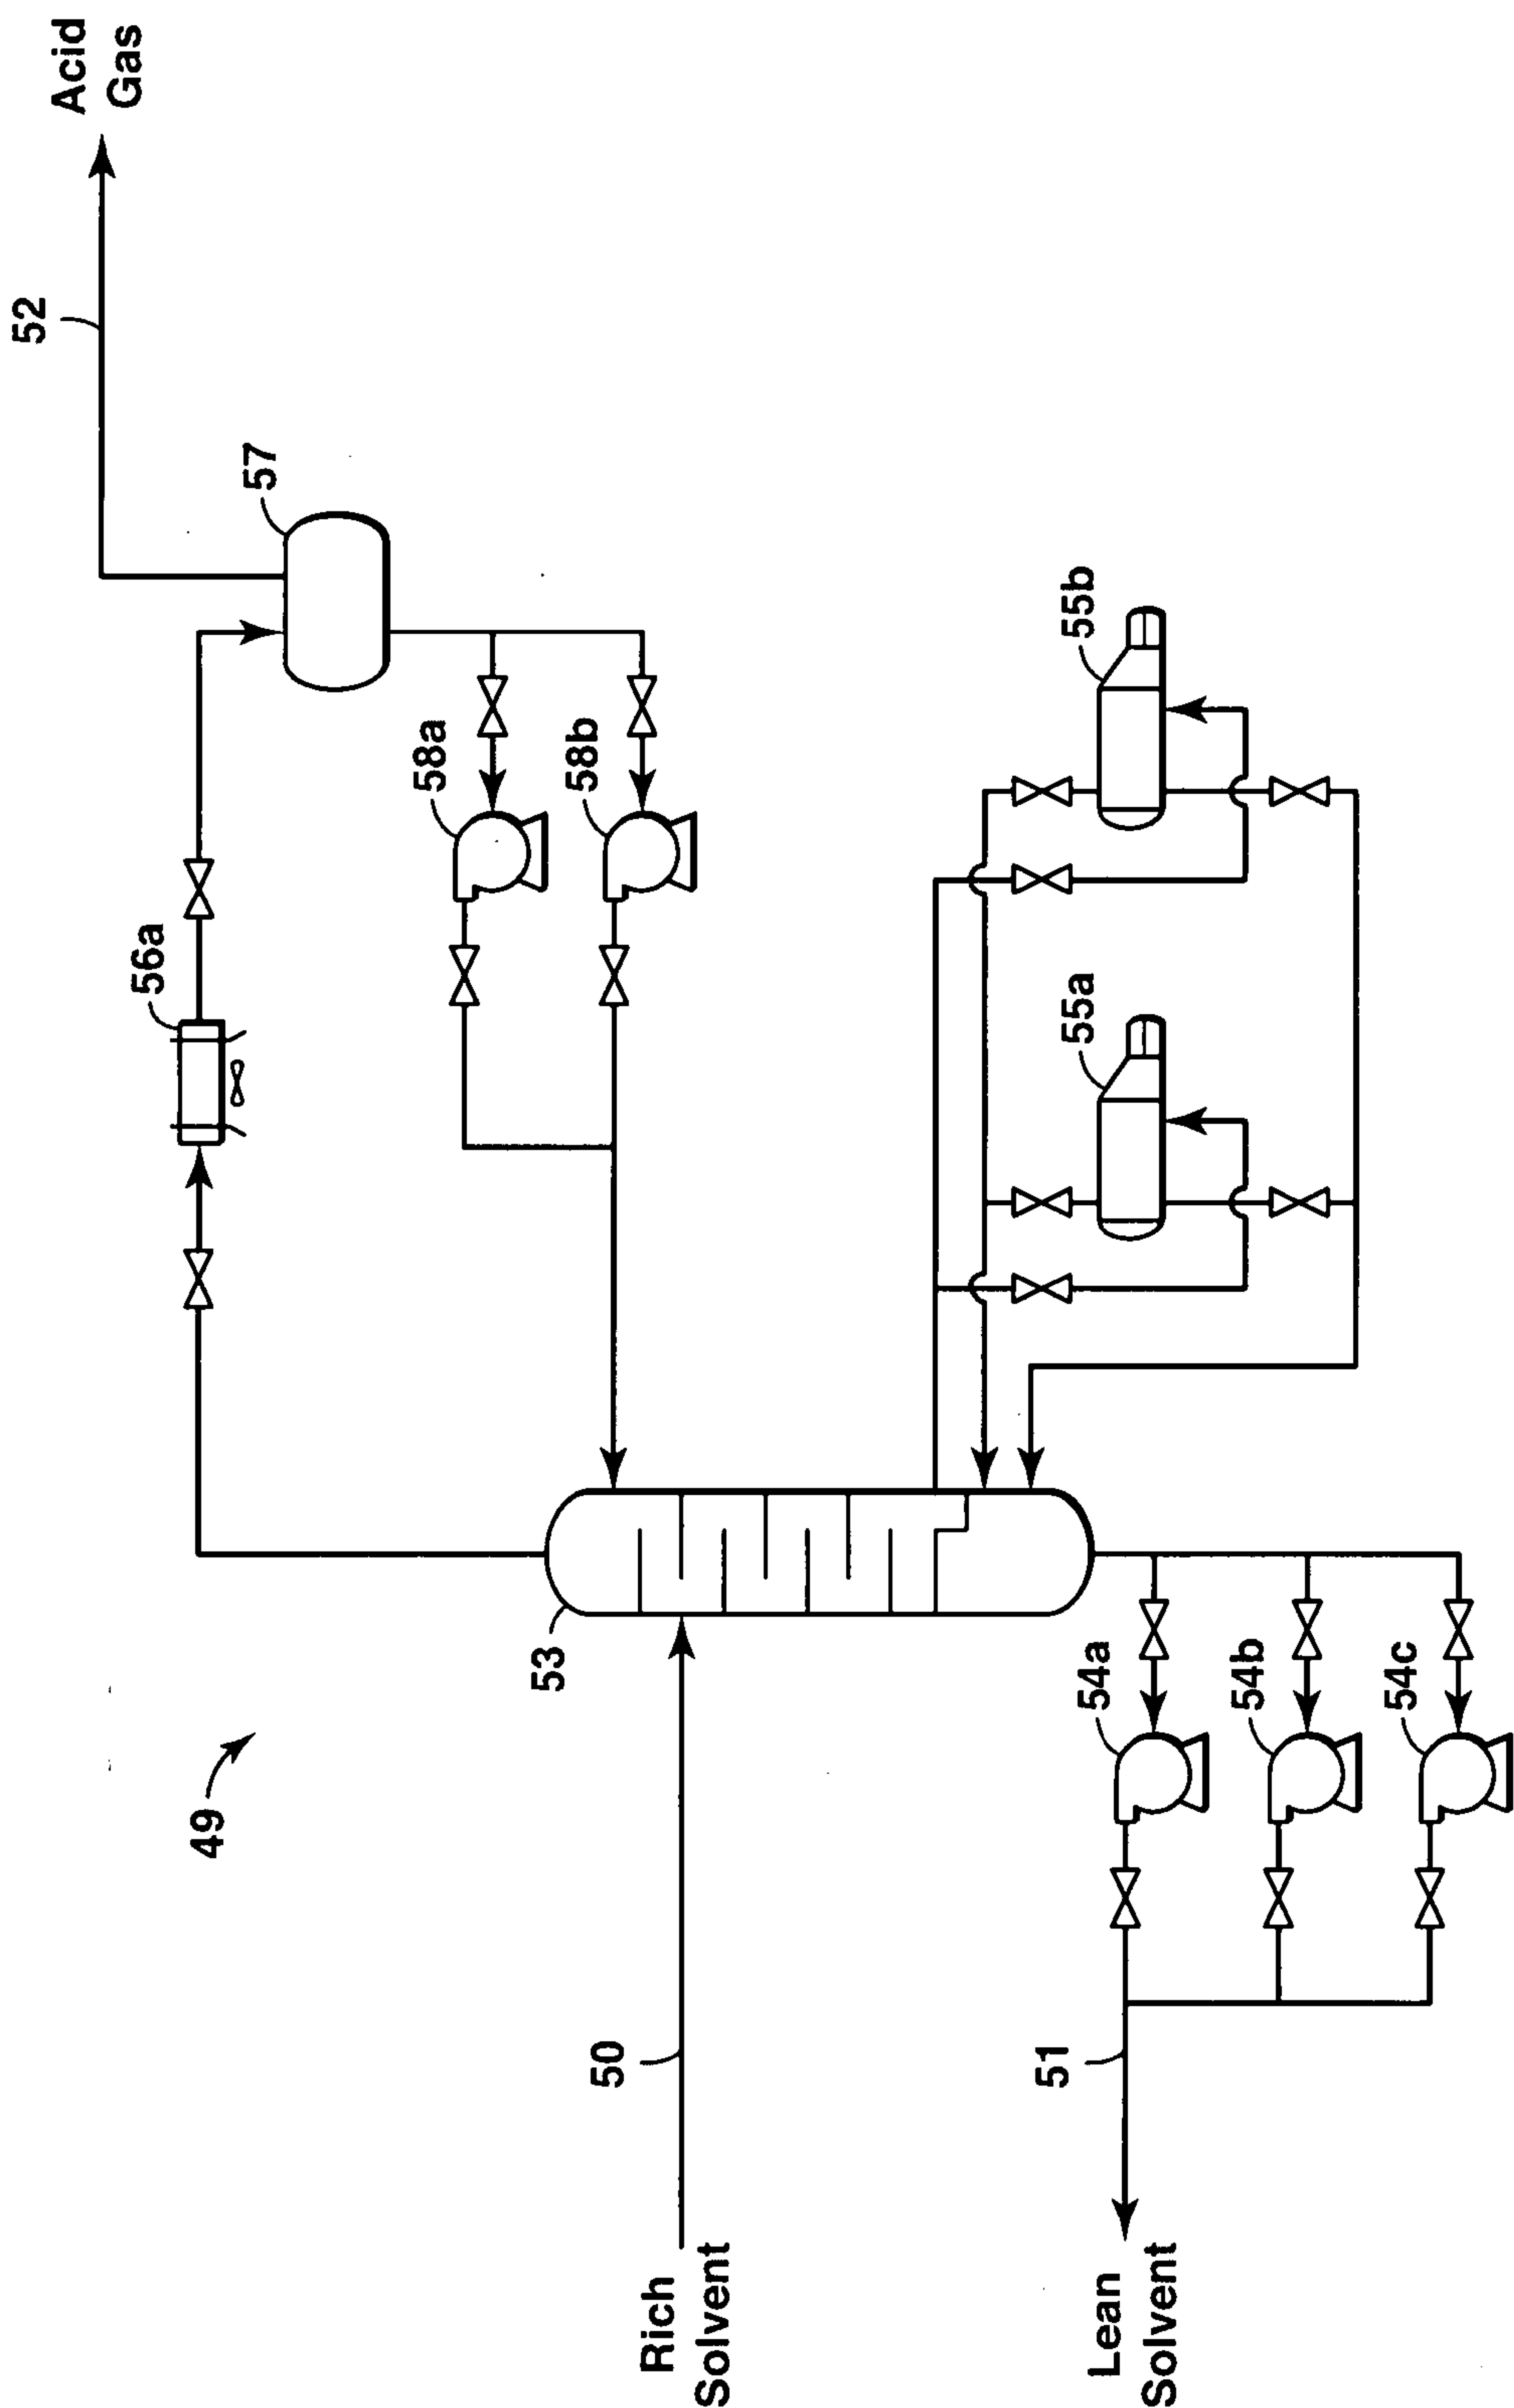 Acid
Gas
52
57
56a
58a
58b
55b
55a
53
49
50
Rich
Solvent
54a
54b
54c
51
Lean
Solvent